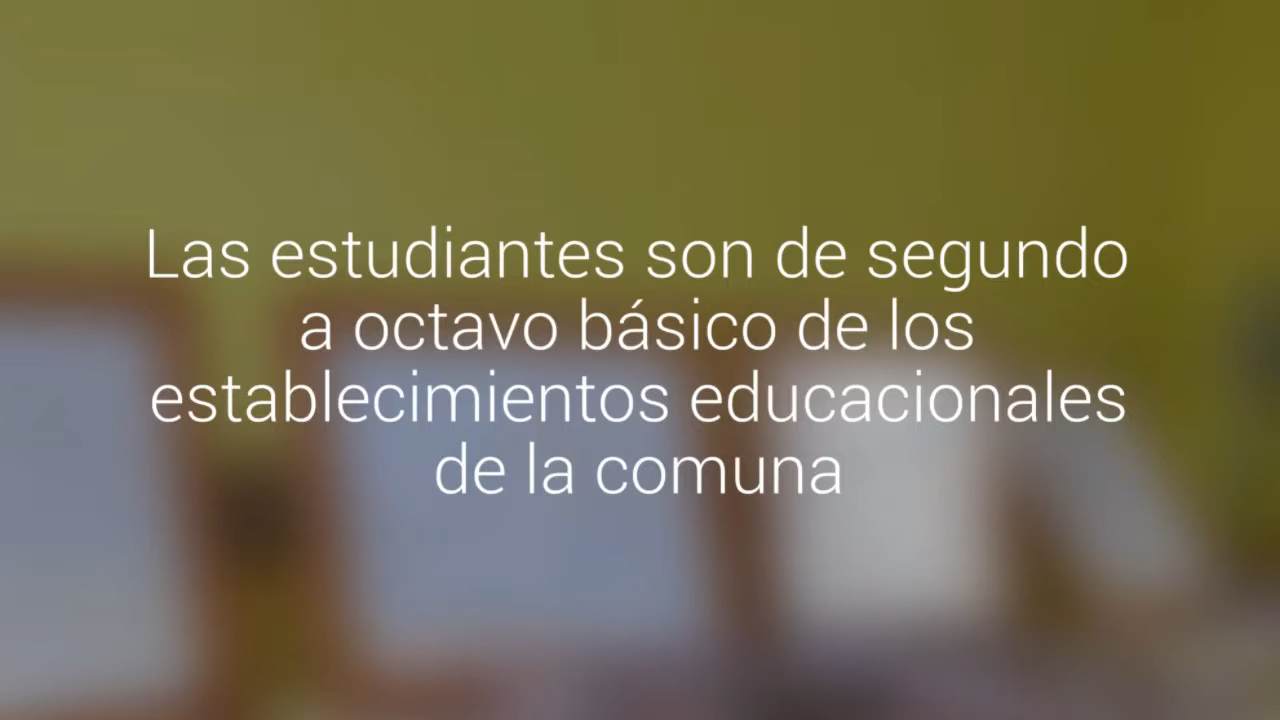 Las estudiantes son de segundo
a octavo básico de los
establecimientos educacionales
de la comuna